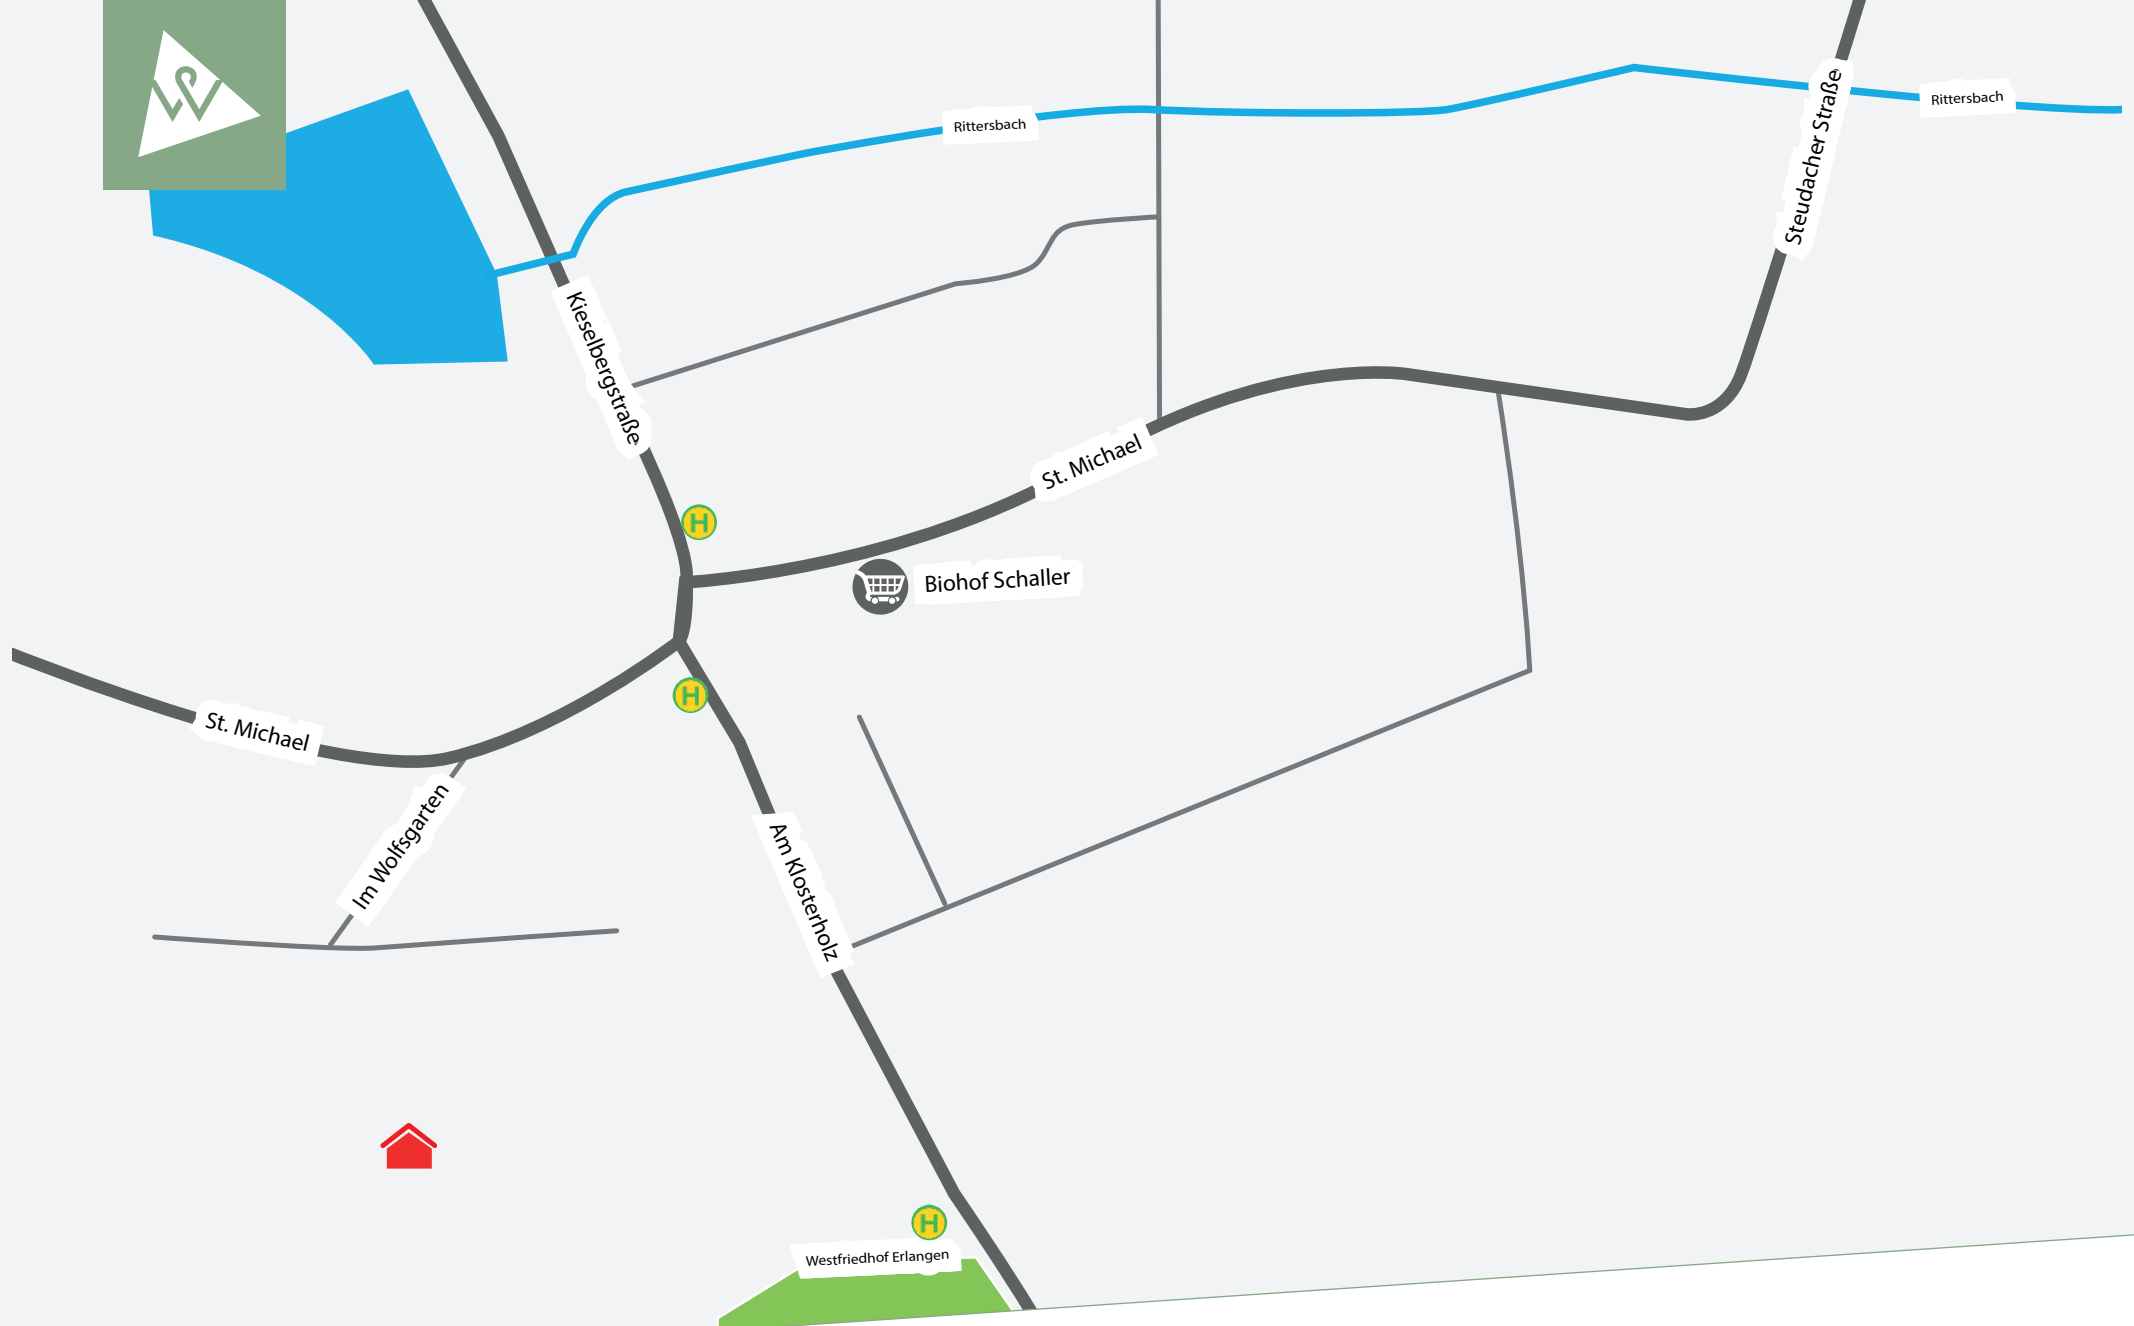 W
Rittersbach
Rittersbach
Steudacher Straße
Kieselbergstraße
St. Michael
H
Biohof Schaller
H
St. Michael
Im Wolfsgarten
Am Klosterholz
H
Westfriedhof Erlangen